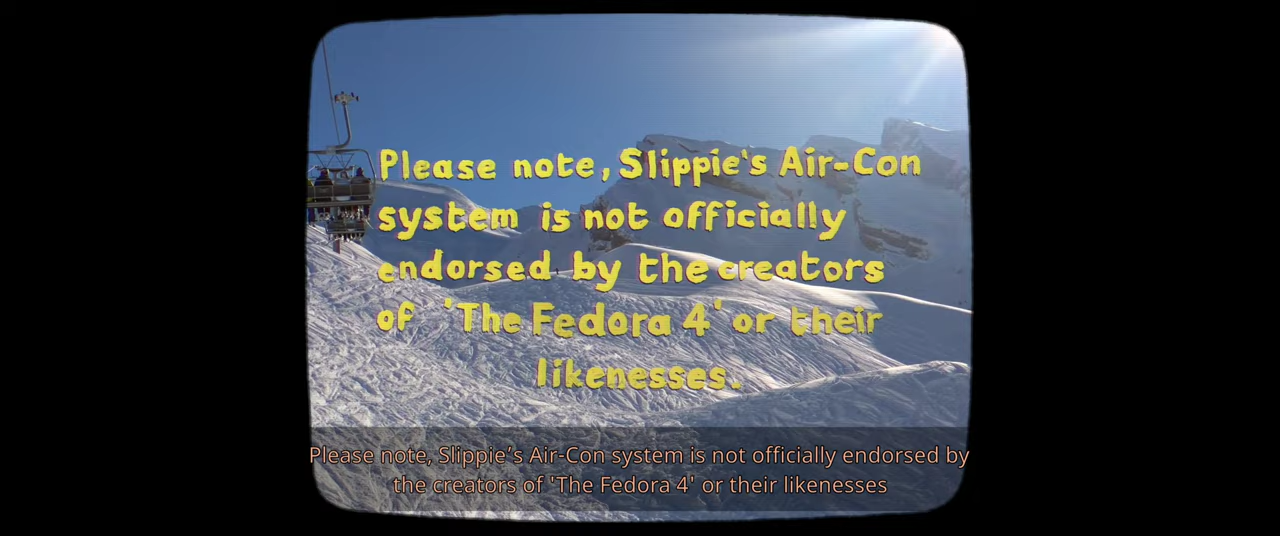 Please note, Slippie's Air-Con
system is not officially
endorsed by the creators
of 'The Fedora 4' or their
likenesses.
Please note, Slippie's Air-Con system is not officially endorsed by
the creators of 'The Fedora 4' or their likenesses